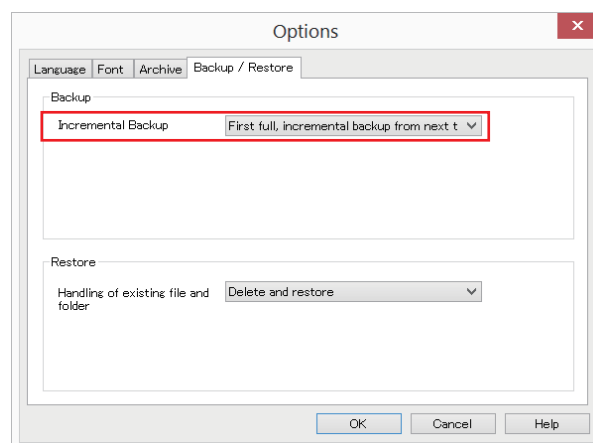 Options
Language Font Archive Backup / Restore
Backup
Incremental Backup First full, incremental backup from next t
Restore
Handling of existing file and Delete and restore
folder
OK Cancel Help